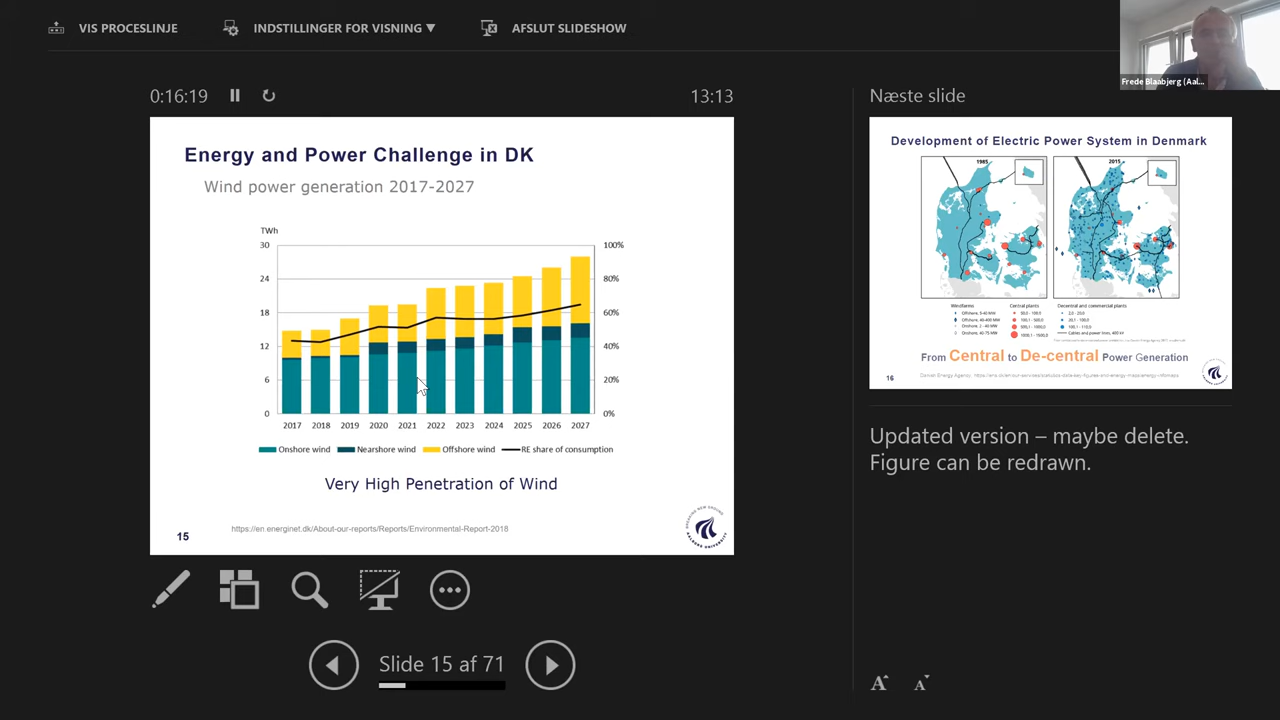 VIS PROCESLINJE
INDSTILLINGER FOR VISNING ▼
AFSLUT SLIDESHOW
Frede Blaabjerg (Aal...
0:16:19
13:13
Næste slide
Energy and Power Challenge in DK
Wind power generation 2017-2027
TWh
30
24
18
12
6
0
100%
80%
60%
40%
20%
0%
2017 2018 2019 2020 2021 2022 2023 2024 2025 2026 2027
Onshore wind Nearshore wind Offshore wind RE share of consumption
Very High Penetration of Wind
https://en.energinet.dk/About-our-reports/Reports/Environmental-Report-2018
15
Development of Electric Power System in Denmark
1985
2015
Windfarms
Central plants
From Central to De-central Power Generation
16
Updated version – maybe delete.
Figure can be redrawn.
Slide 15 af 71
A A